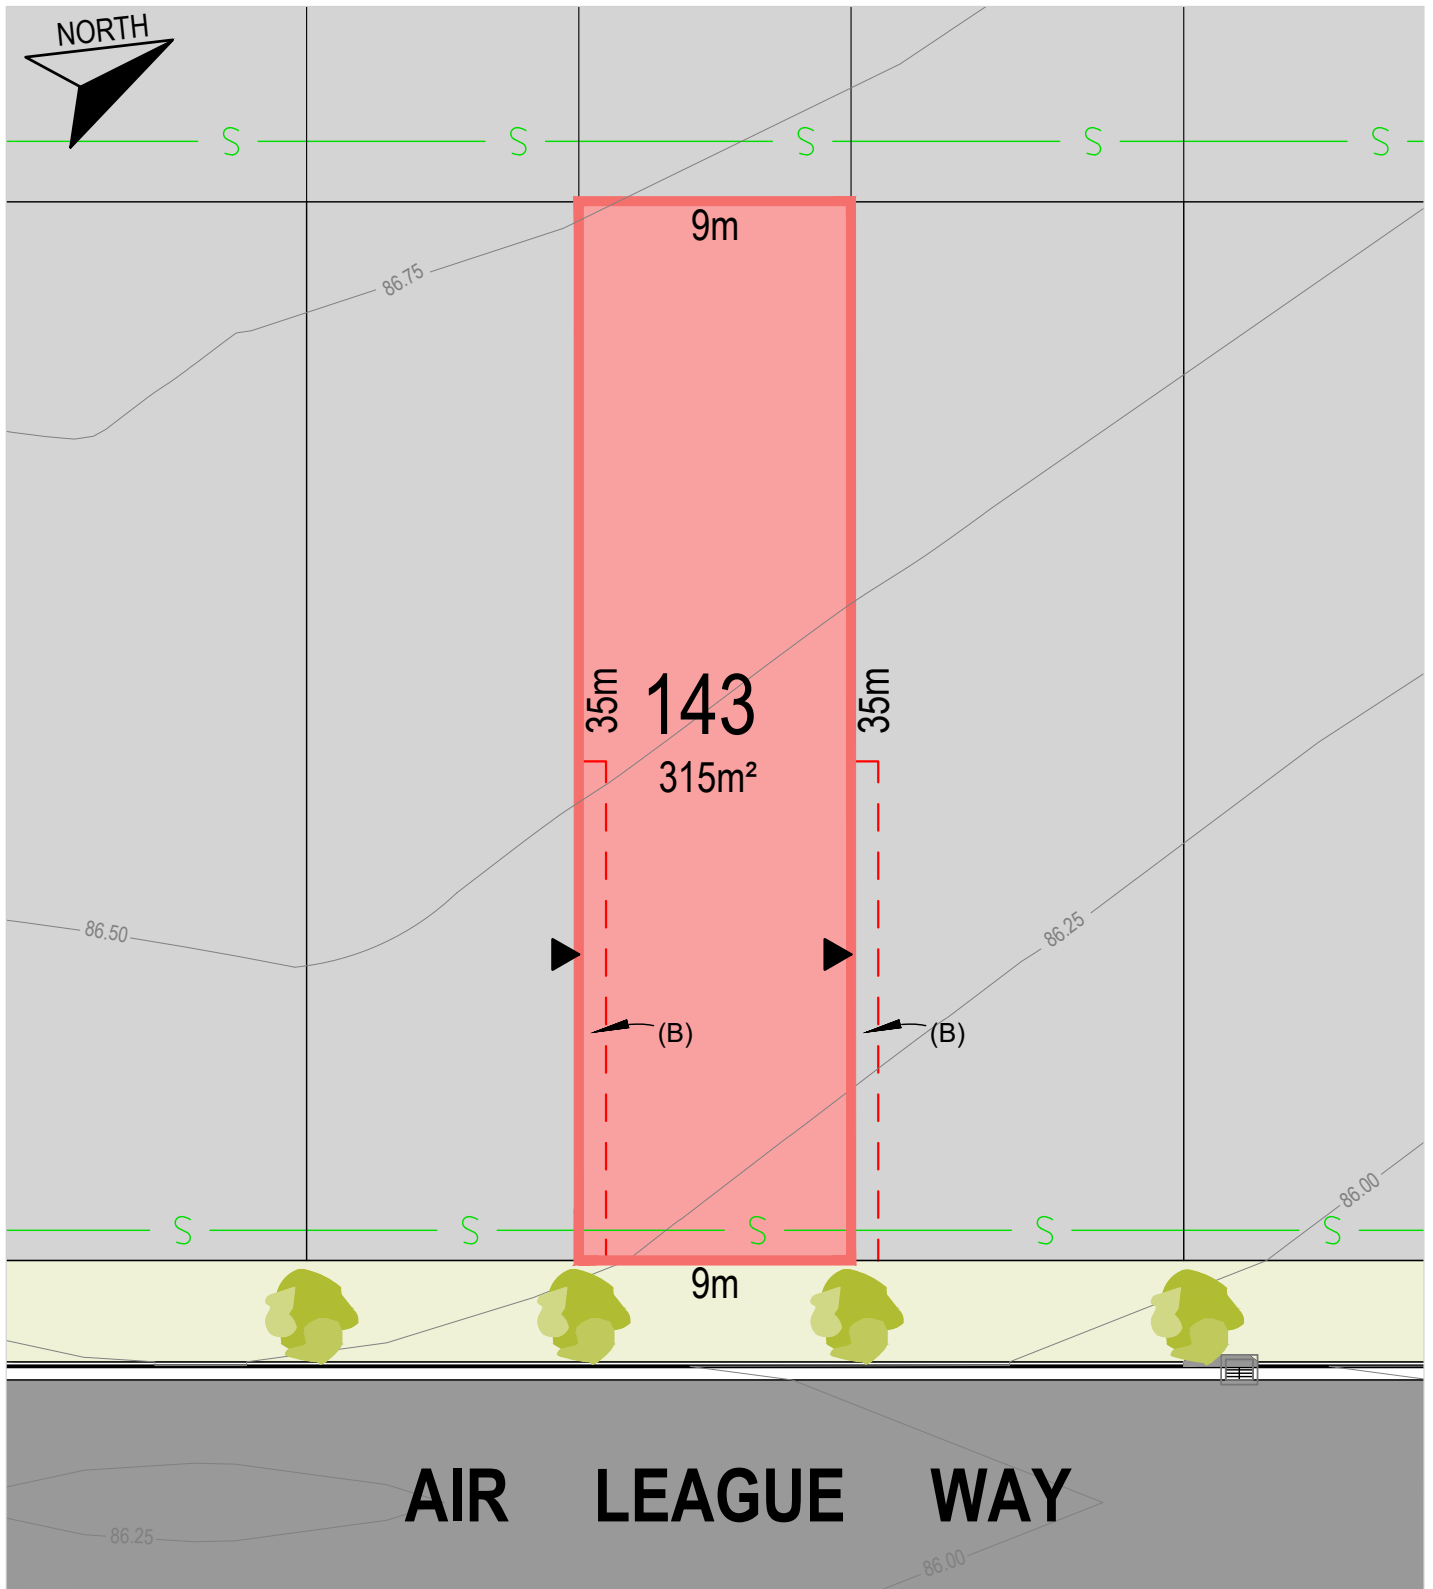 NORTH
S S S S S
9m
86.75
35m 143 35m
315m²
86.50
86.25
(B) (B)
86.00
S S S S S
9m
AIR LEAGUE WAY
86.25
86.00